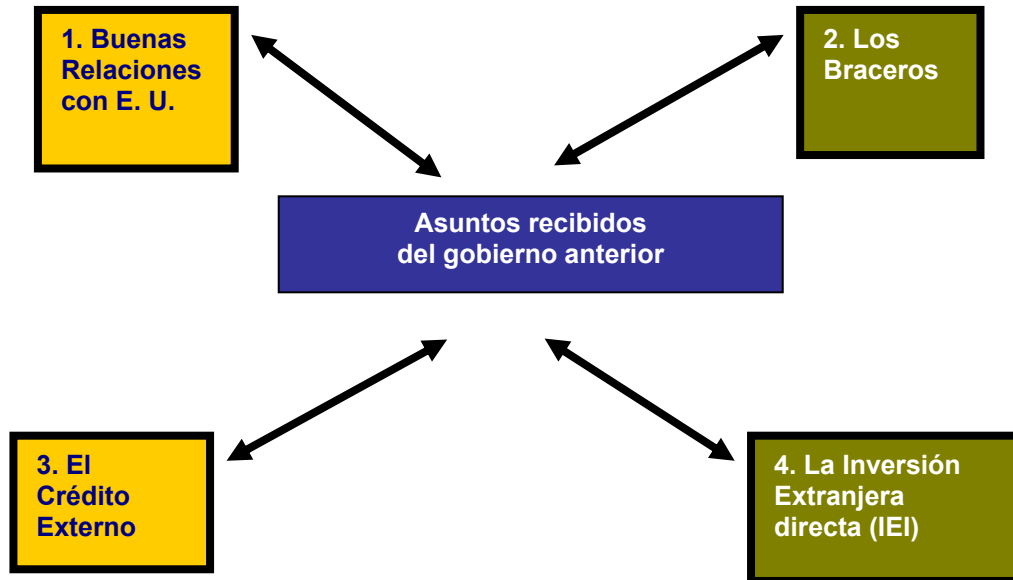 1. Buenas
Relaciones
con E. U.
2. Los
Braceros
Asuntos recibidos
del gobierno anterior
3. El
Crédito
Externo
4. La Inversión
Extranjera
directa (IEI)